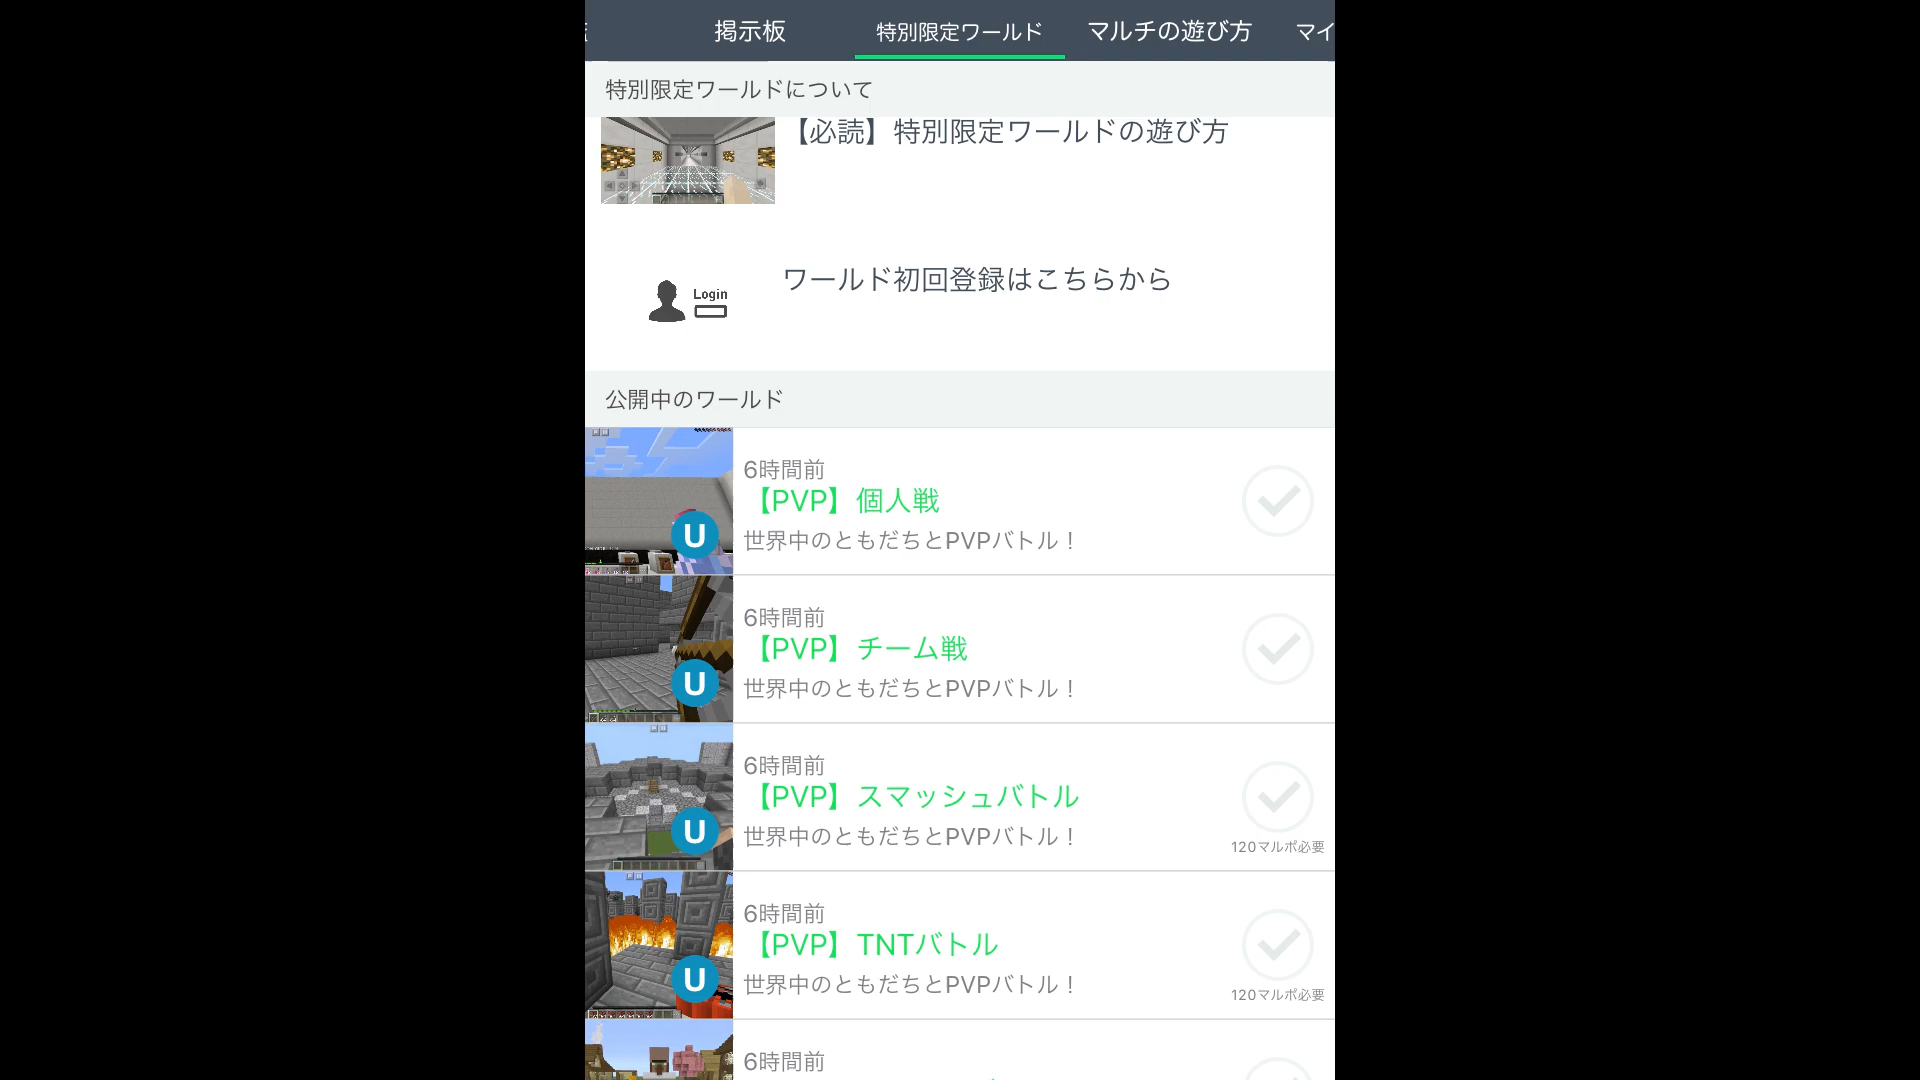 掲示板
特別限定ワールド
マルチの遊び方
マイ
特別限定ワールドについて
【必読】特別限定ワールドの遊び方
Login
ワールド初回登録はこちらから
公開中のワールド
6時間前
【PVP】個人戦
世界中のともだちとPVPバトル！
U
6時間前
【PVP】チーム戦
世界中のともだちとPVPバトル！
U
6時間前
【PVP】スマッシュバトル
世界中のともだちとPVPバトル！
U
120マルポ必要
6時間前
【PVP】TNTバトル
世界中のともだちとPVPバトル！
U
120マルポ必要
6時間前